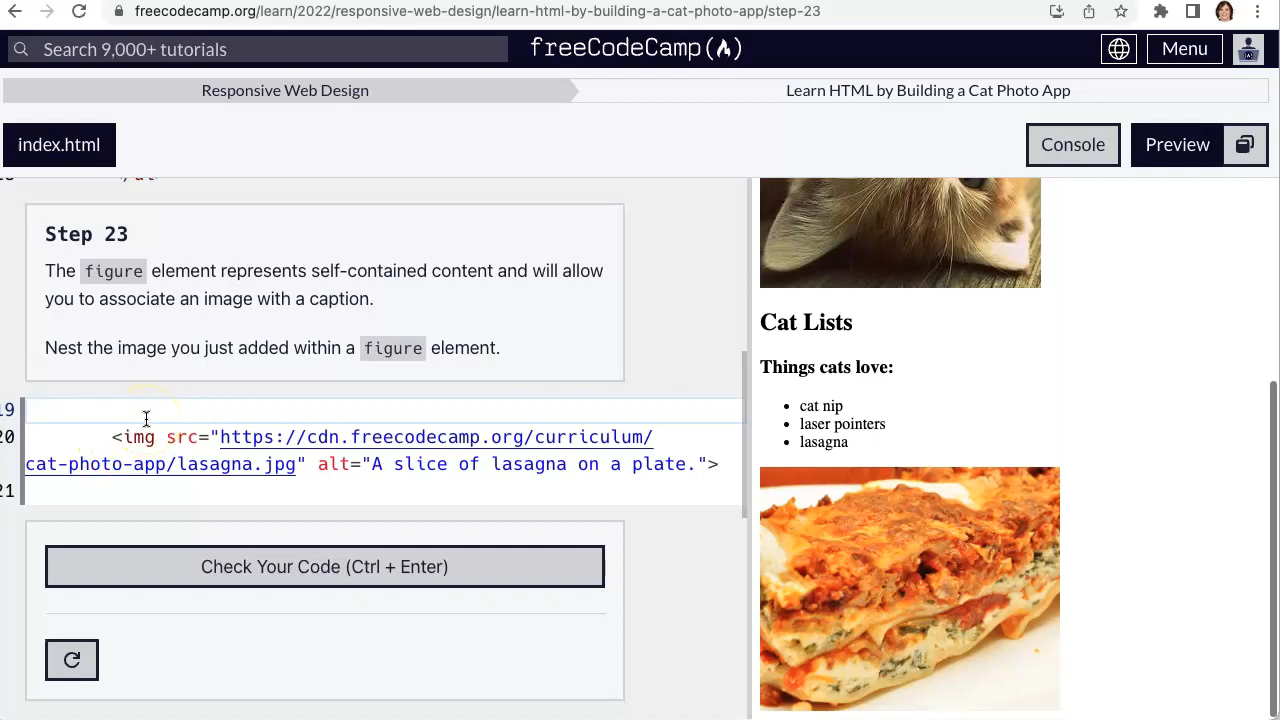 freecodecamp.org/learn/2022/responsive-web-design/learn-html-by-building-a-cat-photo-app/step-23
Search 9,000+ tutorials
freeCodeCamp
Menu
Responsive Web Design
Learn HTML by Building a Cat Photo App
index.html
Console
Preview
Step 23
The figure element represents self-contained content and will allow
you to associate an image with a caption.
Nest the image you just added within a figure element.
19
20 <img src="https://cdn.freecodecamp.org/curriculum/
cat-photo-app/lasagna.jpg" alt="A slice of lasagna on a plate.">
21
Check Your Code (Ctrl + Enter)
Cat Lists
Things cats love:
• cat nip
• laser pointers
• lasagna